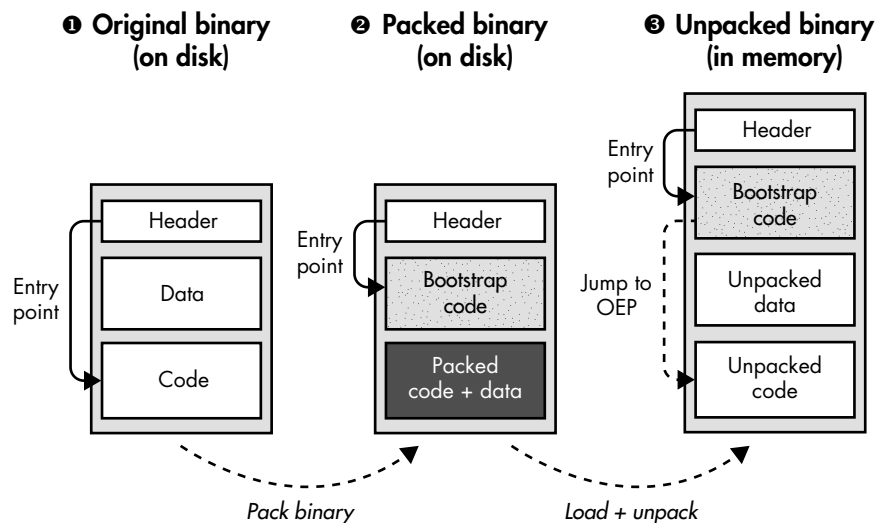 ❶ Original binary
(on disk)
❷ Packed binary
(on disk)
❸ Unpacked binary
(in memory)
Header
Data
Code
Entry
point
Header
Bootstrap
code
Packed
code + data
Entry
point
Header
Bootstrap
code
Unpacked
data
Unpacked
code
Entry
point
Jump to
OEP
Pack binary
Load + unpack